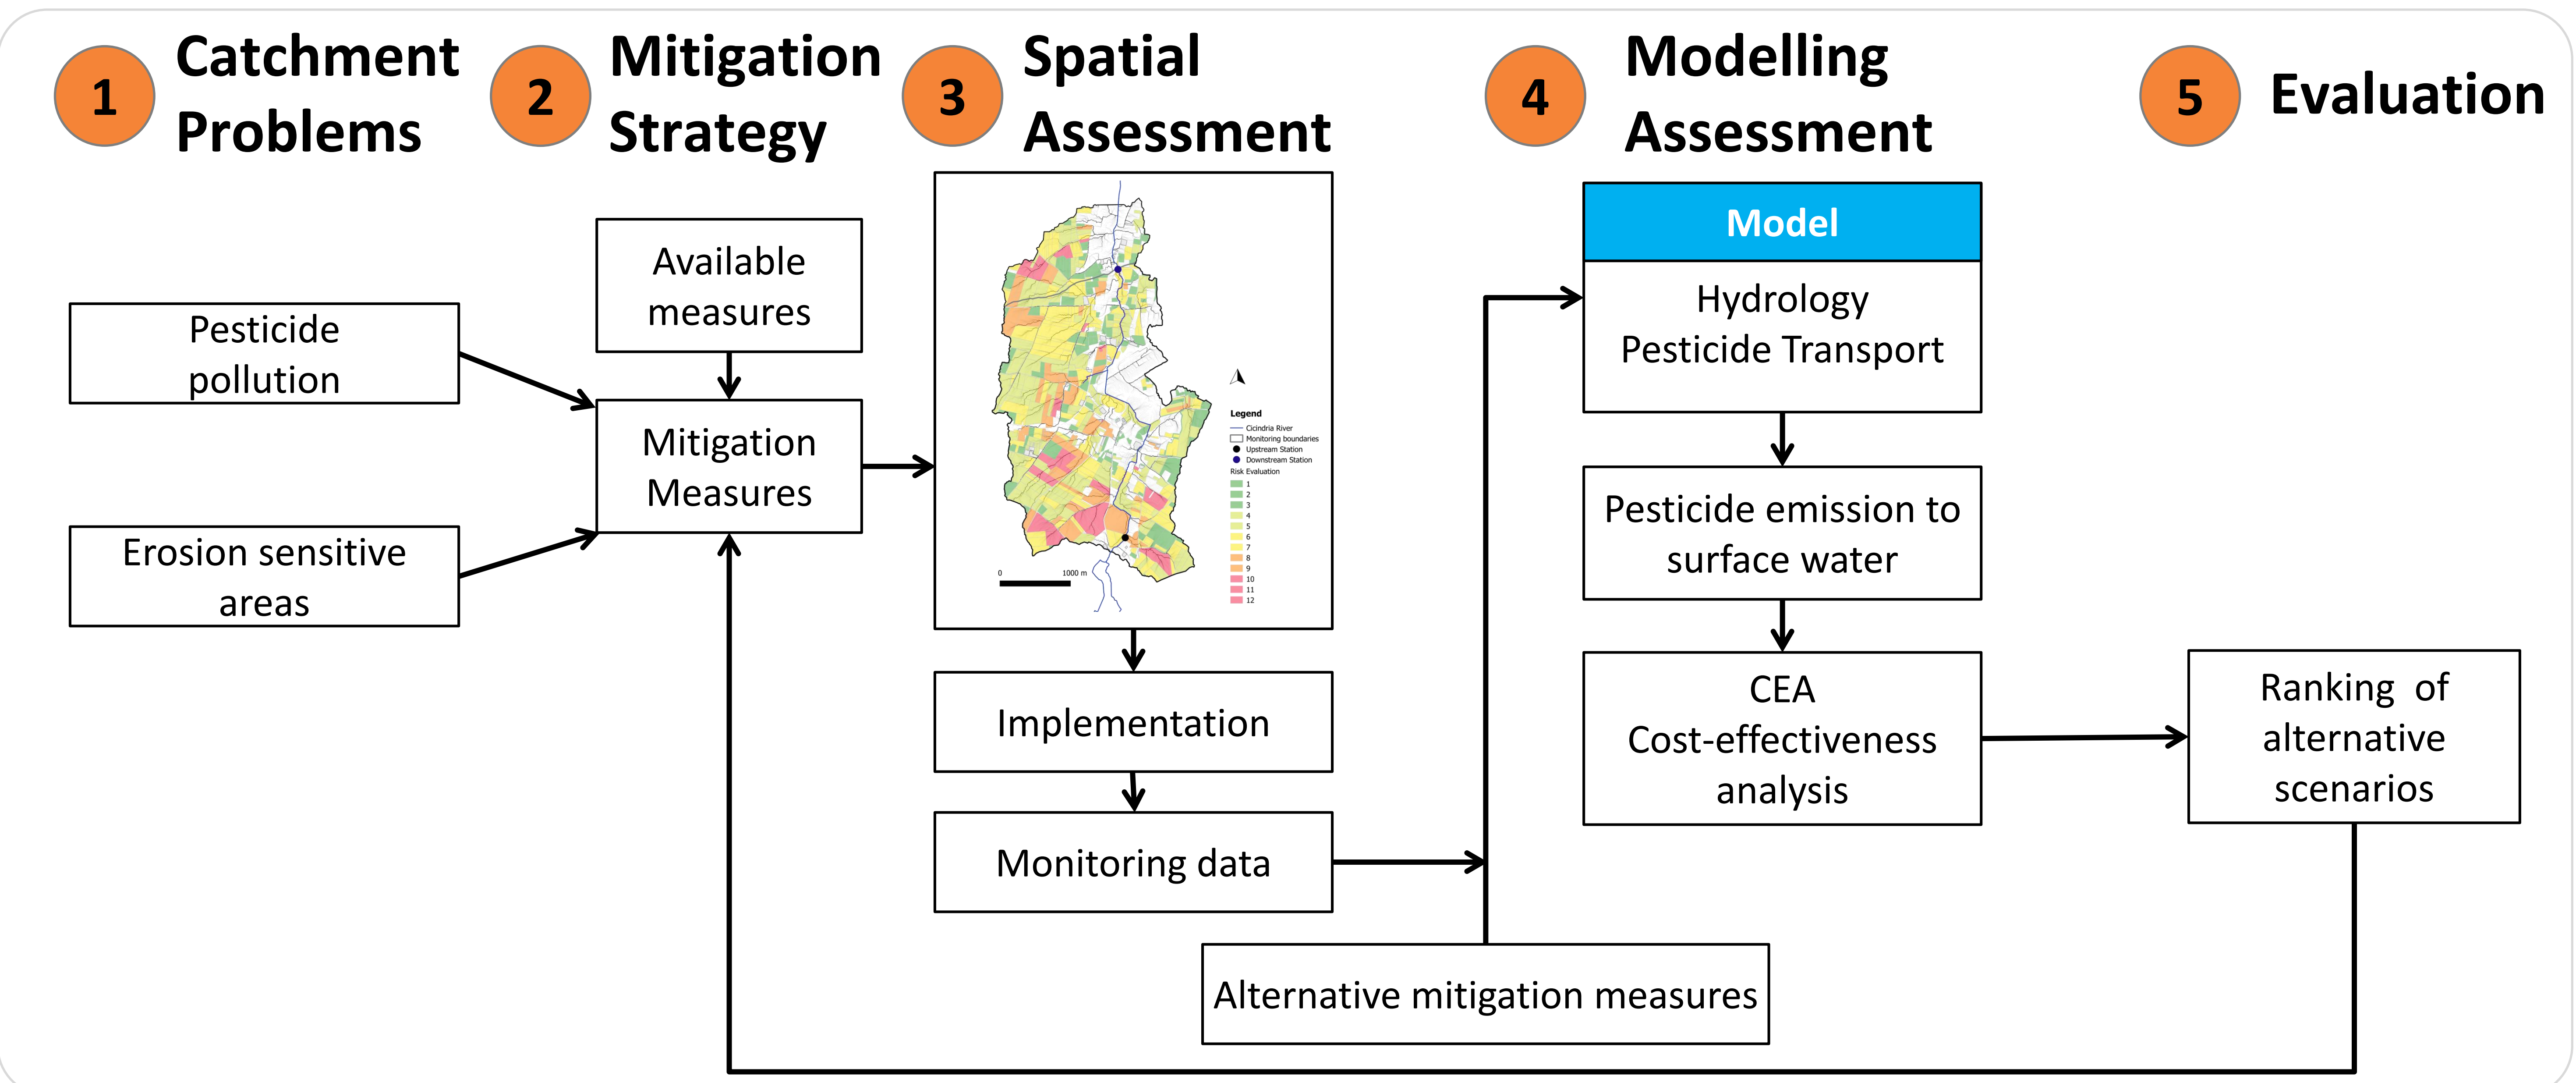 1
Catchment
Problems
2
Mitigation
Strategy
3
Spatial
Assessment
4
Modelling
Assessment
5
Evaluation
Pesticide
pollution
Erosion sensitive
areas
Available
measures
Mitigation
Measures
Legend
Cicindria River
Monitoring boundaries
Upstream Station
Downstream Station
Risk Evaluation
1
2
3
4
5
6
7
8
9
10
11
12
0 1000 m
Implementation
Monitoring data
Alternative mitigation measures
Model
Hydrology
Pesticide Transport
Pesticide emission to
surface water
CEA
Cost-effectiveness
analysis
Ranking of
alternative
scenarios